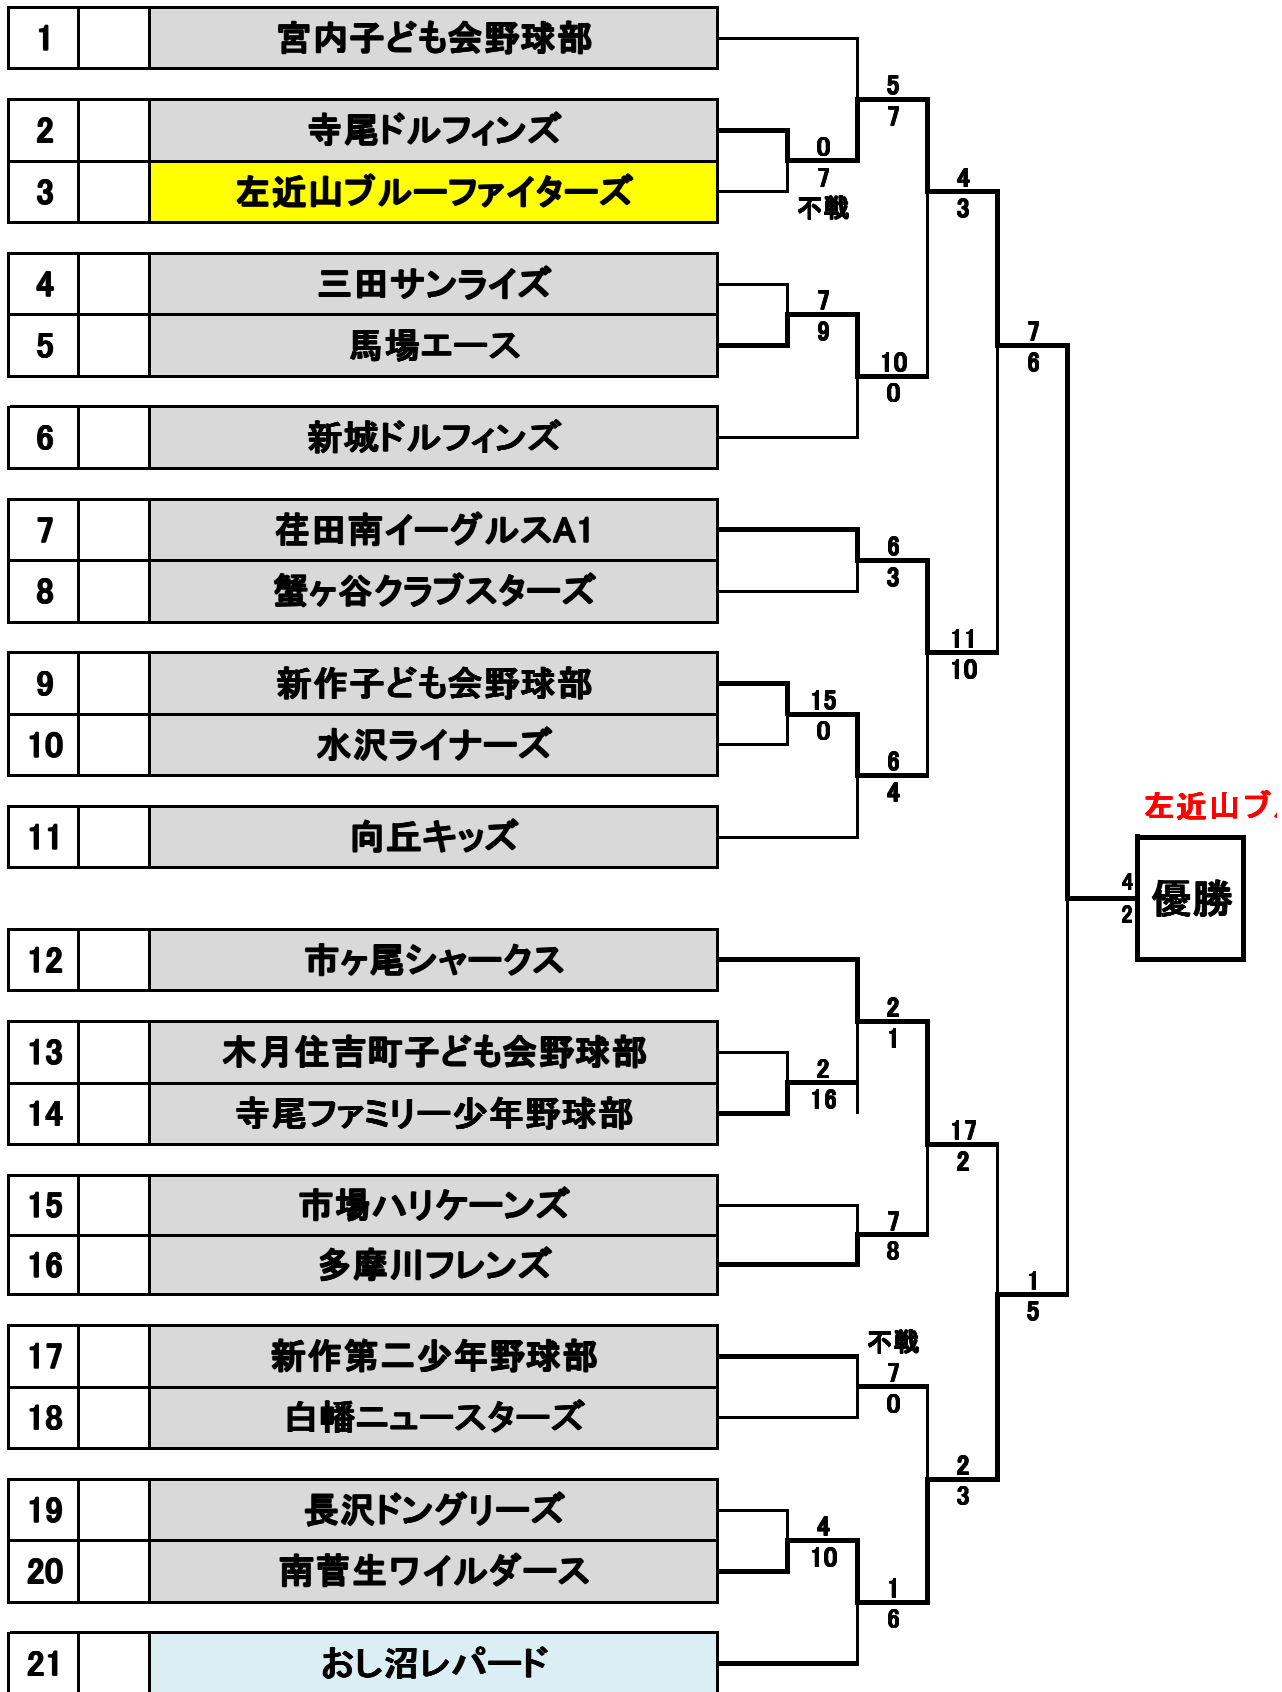 1 宮内子ども会野球部
5
7
2 寺尾ドルフィンズ
0
7
不戦
3 左近山ブルーファイターズ
4
3
4 三田サンライズ
7
9
5 馬場エース
7
6
10
0
6 新城ドルフィンズ
7 荏田南イーグルスA1
6
3
8 蟹ヶ谷クラブスターズ
11
10
9 新作子ども会野球部
15
0
10 水沢ライナーズ
6
4
11 向丘キッズ
左近山ブル
4
2
優勝
12 市ヶ尾シャークス
2
1
13 木月住吉町子ども会野球部
2
16
14 寺尾ファミリー少年野球部
17
2
15 市場ハリケーンズ
7
8
16 多摩川フレンズ
1
5
17 新作第二少年野球部
不戦
7
0
18 白幡ニュースターズ
2
3
19 長沢ドングリーズ
4
10
20 南菅生ワイルダース
1
6
21 おし沼レパード